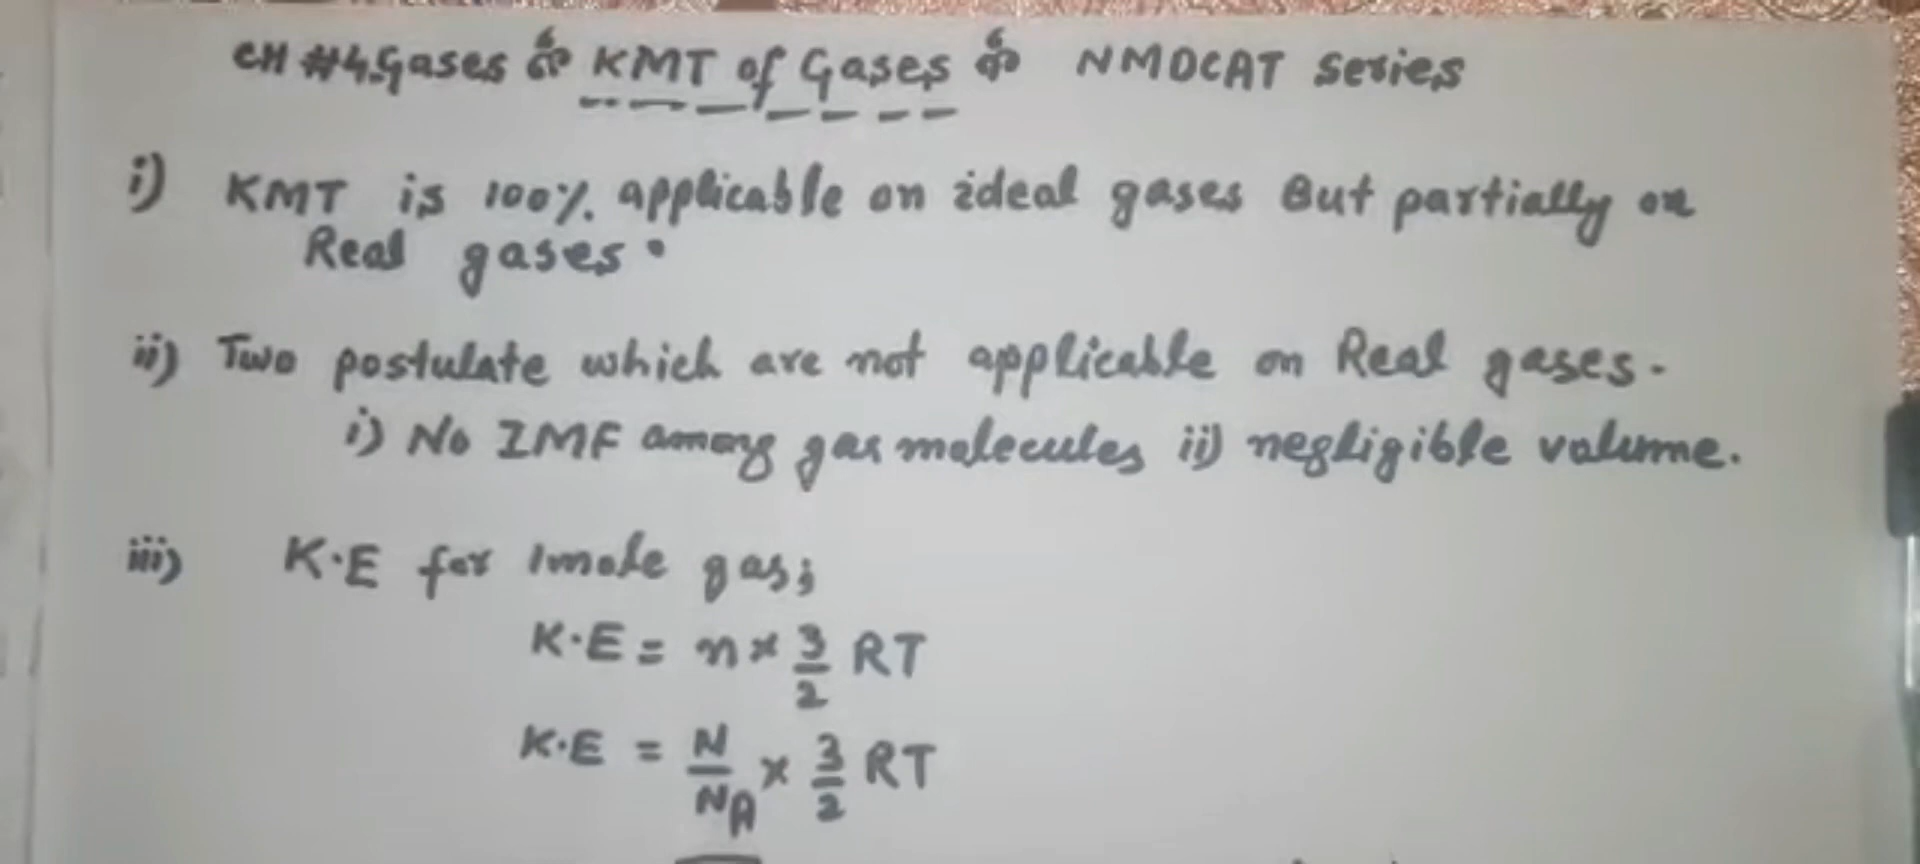 CH #4 Gases KMT of Gases NMDCAT series
i) KMT is 100% applicable on ideal gases But partially on
Real gases.
ii) Two postulate which are not applicable on Real gases.
i) No IMF among gas molecules ii) negligible volume.
iii) K.E for 1mole gas;
K.E = n × 3/2 RT
K.E = N/NA × 3/2 RT